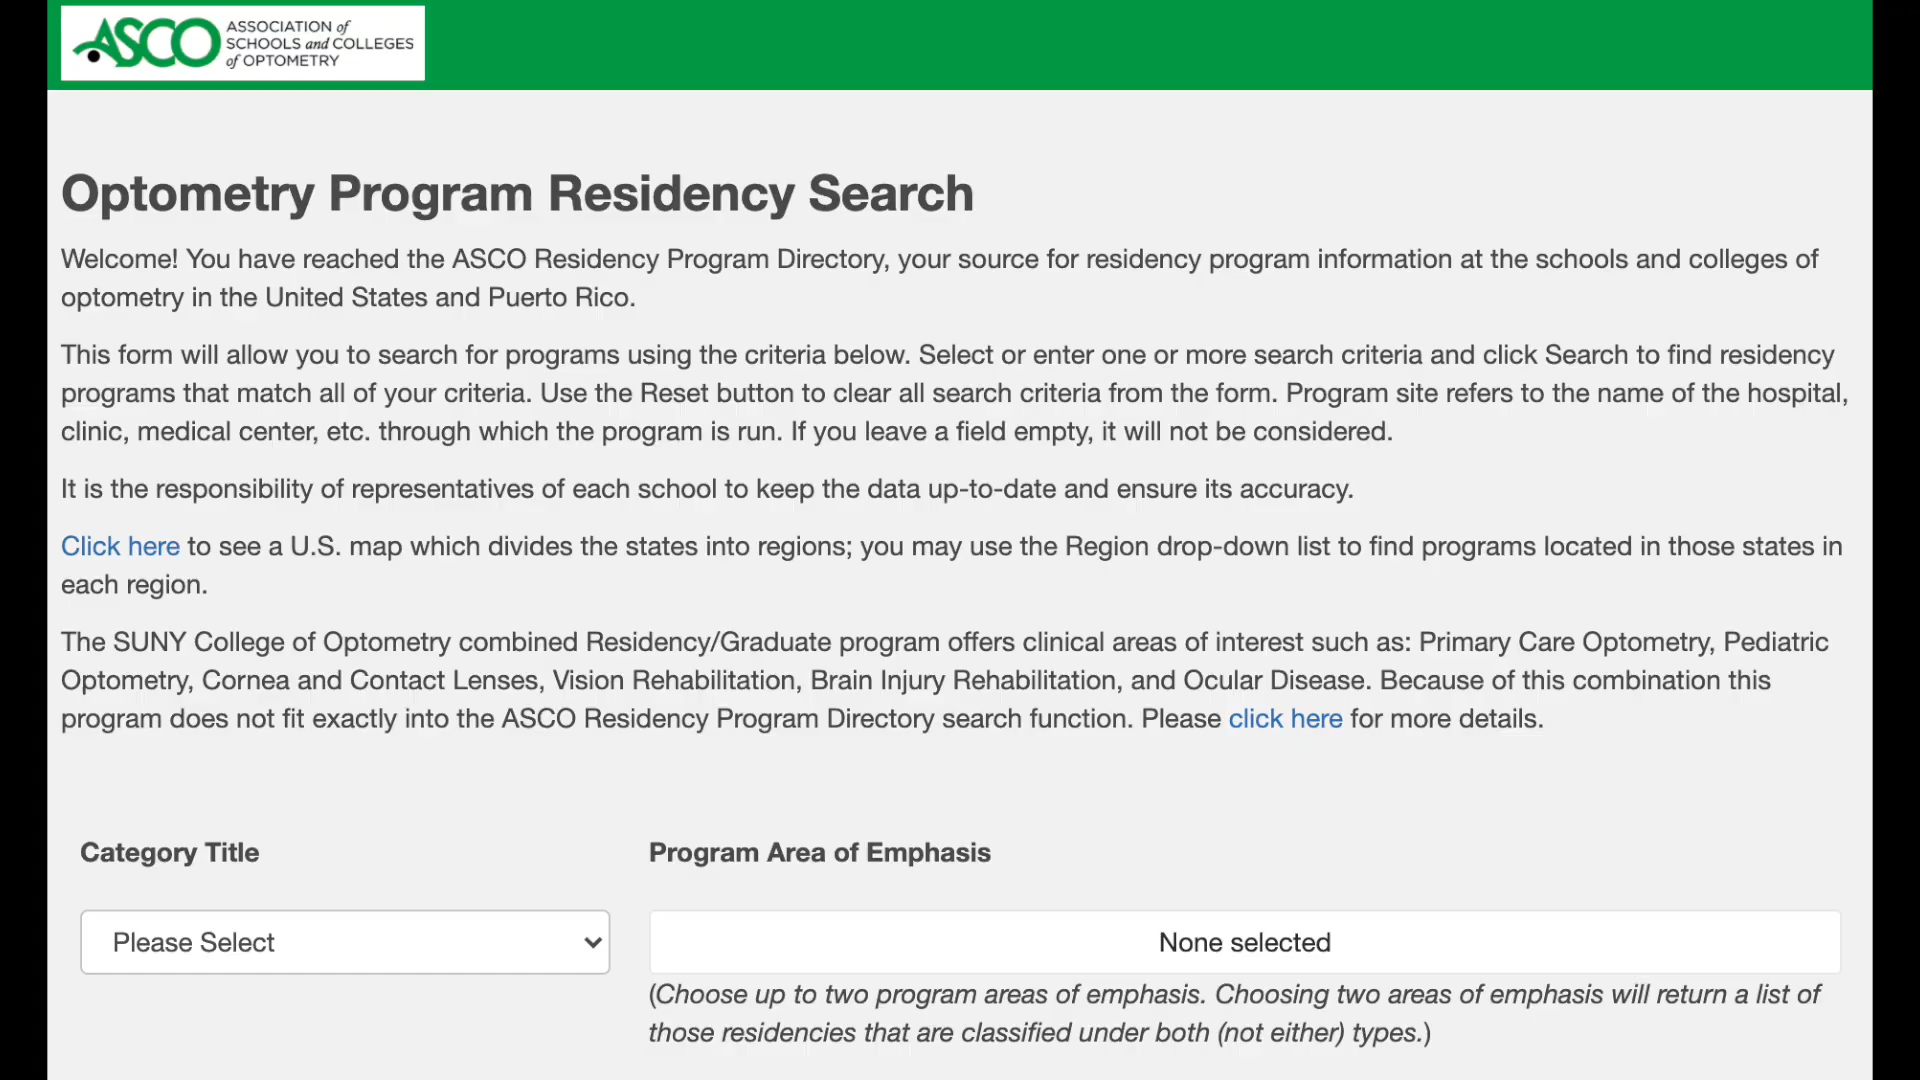 ASCO
ASSOCIATION of
SCHOOLS and COLLEGES
of OPTOMETRY
Optometry Program Residency Search
Welcome! You have reached the ASCO Residency Program Directory, your source for residency program information at the schools and colleges of
optometry in the United States and Puerto Rico.
This form will allow you to search for programs using the criteria below. Select or enter one or more search criteria and click Search to find residency
programs that match all of your criteria. Use the Reset button to clear all search criteria from the form. Program site refers to the name of the hospital,
clinic, medical center, etc. through which the program is run. If you leave a field empty, it will not be considered.
It is the responsibility of representatives of each school to keep the data up-to-date and ensure its accuracy.
Click here to see a U.S. map which divides the states into regions; you may use the Region drop-down list to find programs located in those states in
each region.
The SUNY College of Optometry combined Residency/Graduate program offers clinical areas of interest such as: Primary Care Optometry, Pediatric
Optometry, Cornea and Contact Lenses, Vision Rehabilitation, Brain Injury Rehabilitation, and Ocular Disease. Because of this combination this
program does not fit exactly into the ASCO Residency Program Directory search function. Please click here for more details.
Category Title
Please Select
Program Area of Emphasis
None selected
(Choose up to two program areas of emphasis. Choosing two areas of emphasis will return a list of
those residencies that are classified under both (not either) types.)